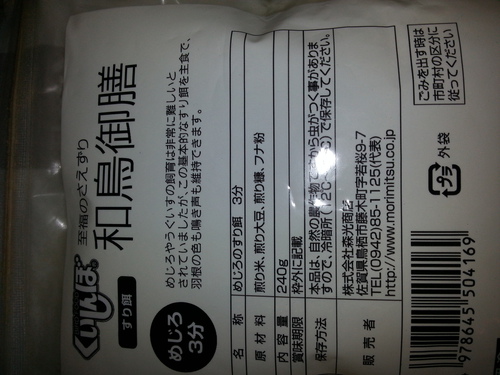 くいしんぼ
すり餌
至福のさえずり
和鳥御膳
めじろ
3分
めじろやうぐいすの飼育は非常に難しいと
されていましたが、この基本的なすり餌を主食で、
羽根の色も鳴き声も維持できます。
名称 めじろのすり餌 3分
原材料 煎り米、煎り大豆、煎り糠、フナ粉
内容量 240g
賞味期限 枠外に記載
保存方法 本品は、自然の農作物ですから虫がつく事がありま
すので、冷暗所(12℃~20℃)で保存してください。
販売者 株式会社森光商店
佐賀県鳥栖市藤木町字若桜9-7
TEL(0942)85-1125(代表)
http://www.morimitsu.co.jp
ごみを出す時は
市町村の区分に
従ってください
プラ
外袋
978645 504169